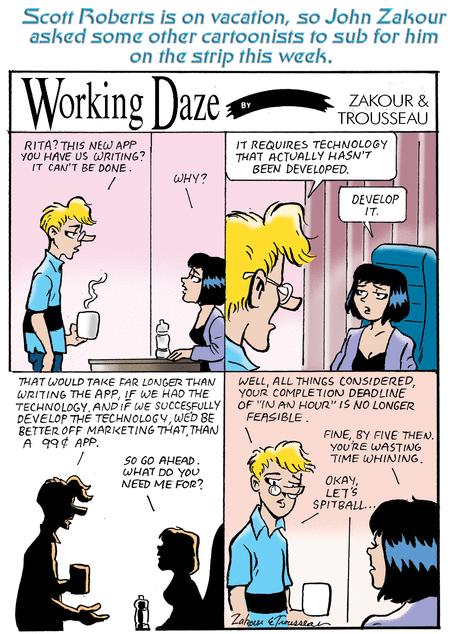 Scott Roberts is on vacation, so John Zakour
asked some other cartoonists to sub for him
on the strip this week.
Working Daze
BY
ZAKOUR &
TROUSSEAU
RITA? THIS NEW APP
YOU HAVE US WRITING?
IT CAN'T BE DONE.
WHY?
IT REQUIRES TECHNOLOGY
THAT ACTUALLY HASN'T
BEEN DEVELOPED.
DEVELOP
IT.
THAT WOULD TAKE FAR LONGER THAN
WRITING THE APP, IF WE HAD THE
TECHNOLOGY. AND IF WE SUCCESFULLY
DEVELOP THE TECHNOLOGY, WE'D BE
BETTER OFF MARKETING THAT, THAN
A 99¢ APP.
SO GO AHEAD.
WHAT DO YOU
NEED ME FOR?
WELL, ALL THINGS CONSIDERED,
YOUR COMPLETION DEADLINE
OF "IN AN HOUR" IS NO LONGER
FEASIBLE.
FINE, BY FIVE THEN.
YOU'RE WASTING
TIME WHINING.
OKAY,
LET'S
SPITBALL...
Zakour & Trousseau